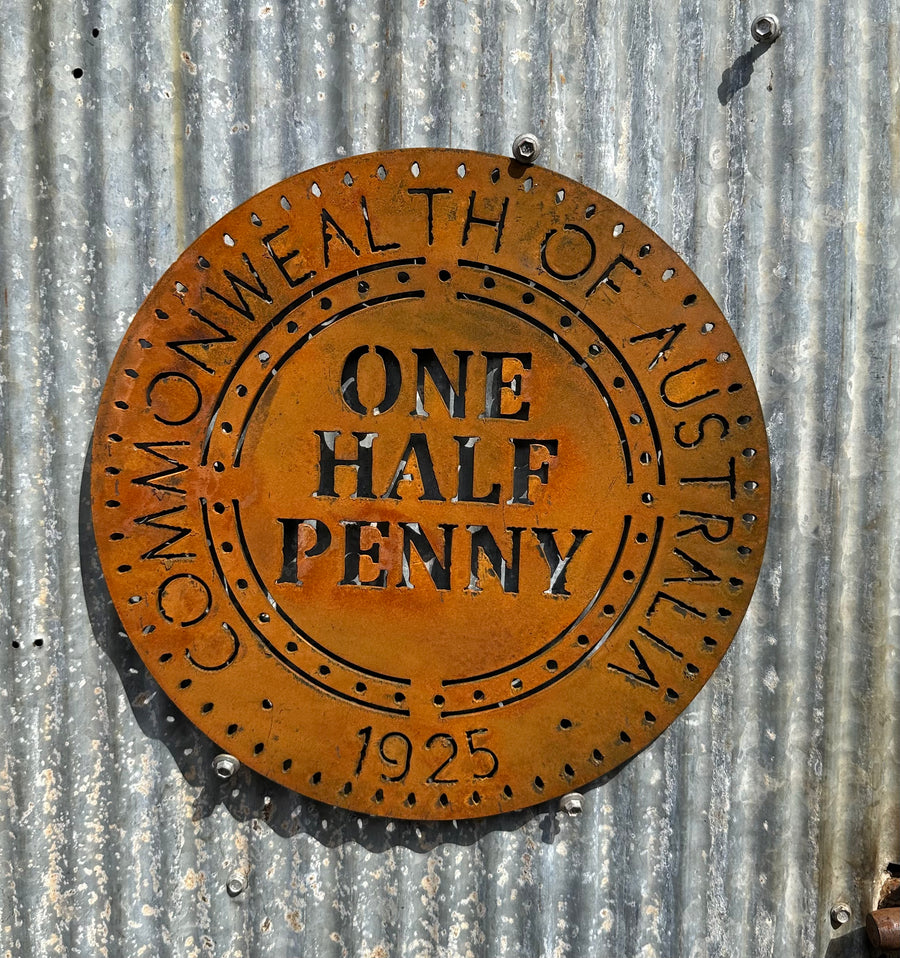 COMMONWEALTH OF AUSTRALIA
ONE
HALF
PENNY
1925